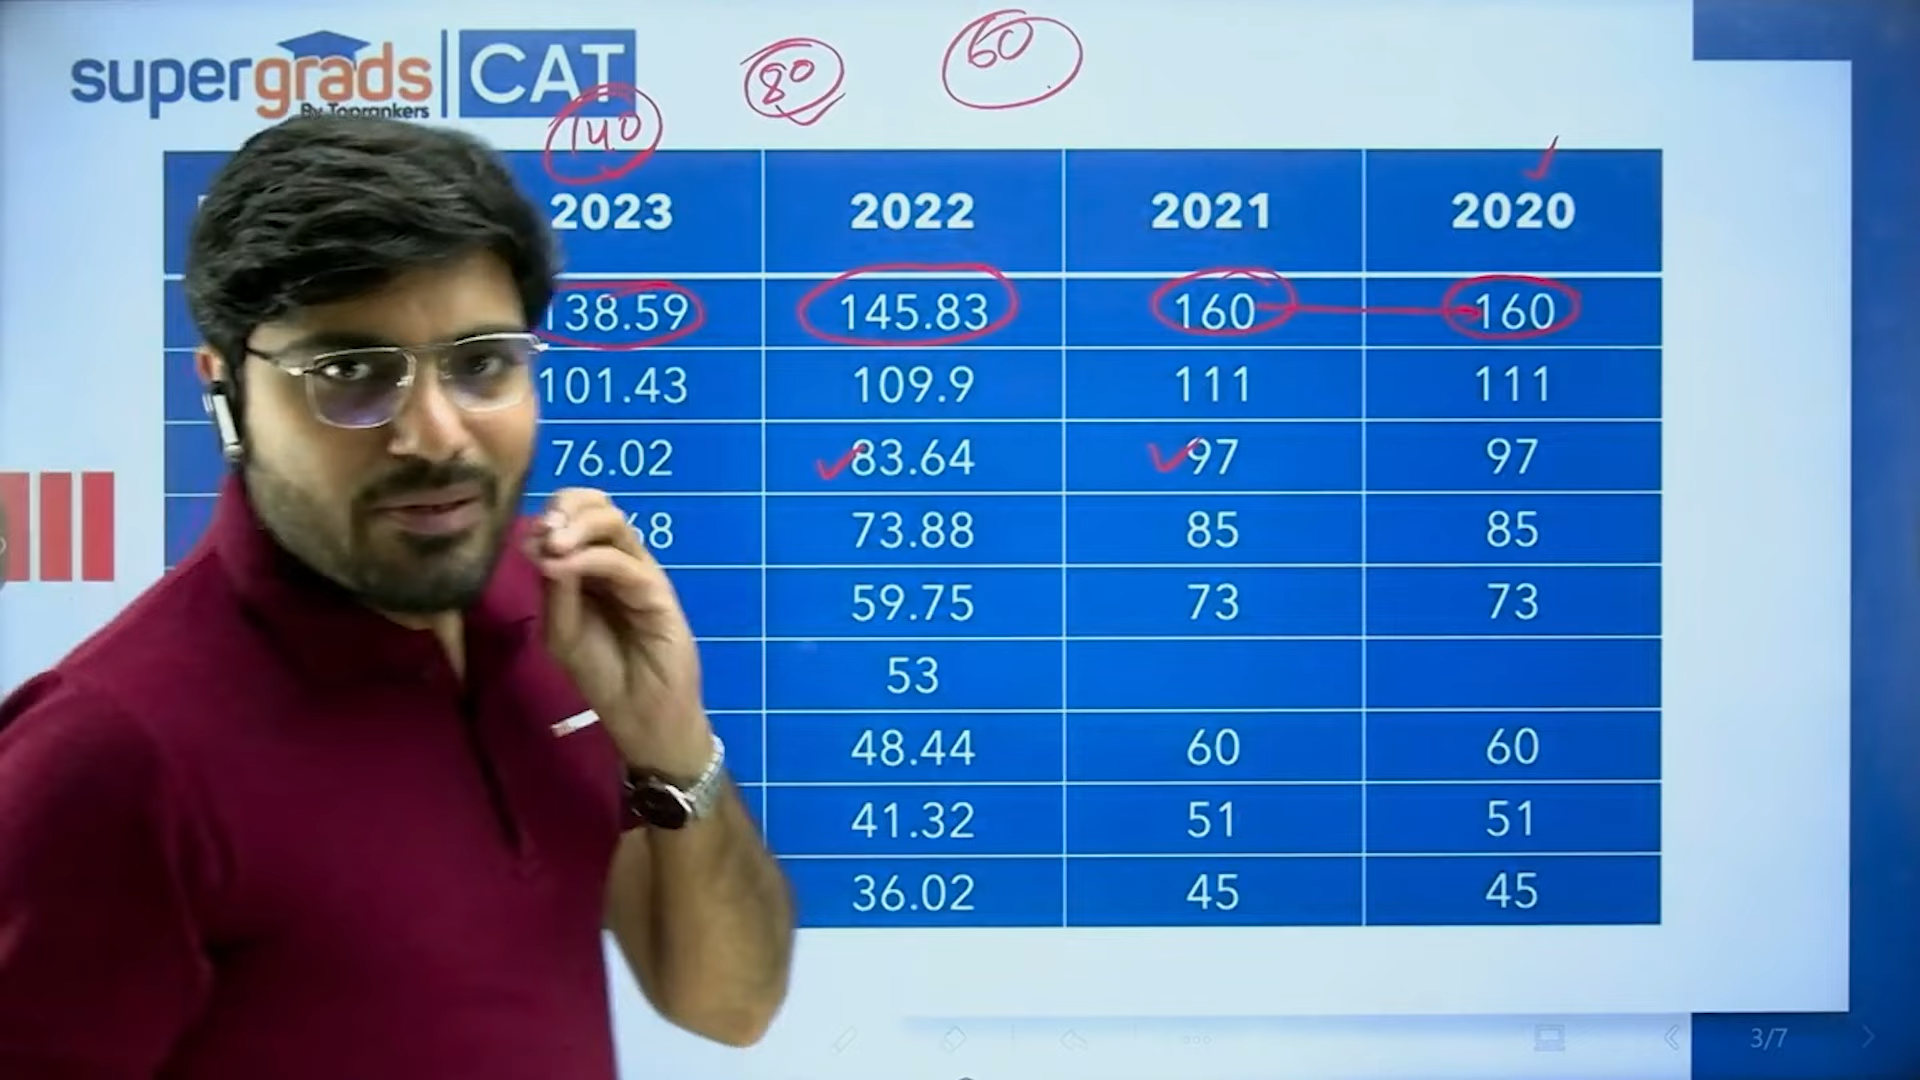 60
80
supergrads CAT
By Toprankers
140
2023 2022 2021 2020
138.59 145.83 160 160
101.43 109.9 111 111
76.02 83.64 97 97
68 73.88 85 85
59.75 73 73
53
48.44 60 60
41.32 51 51
36.02 45 45
3/7